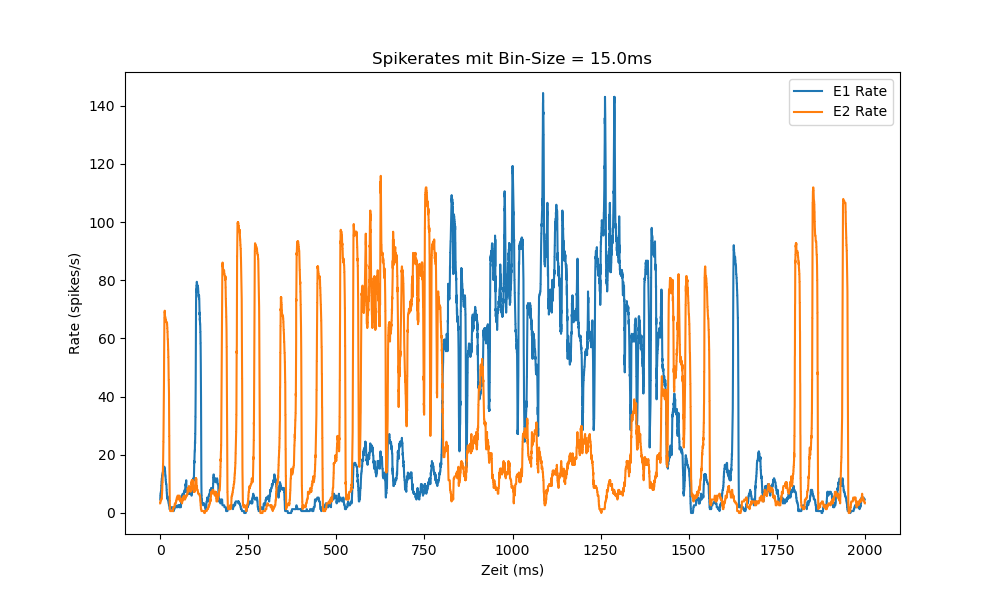 Spikerates mit Bin-Size = 15.0ms
E1 Rate
E2 Rate
Rate (spikes/s)
140
120
100
80
60
40
20
0
0 250 500 750 1000 1250 1500 1750 2000
Zeit (ms)